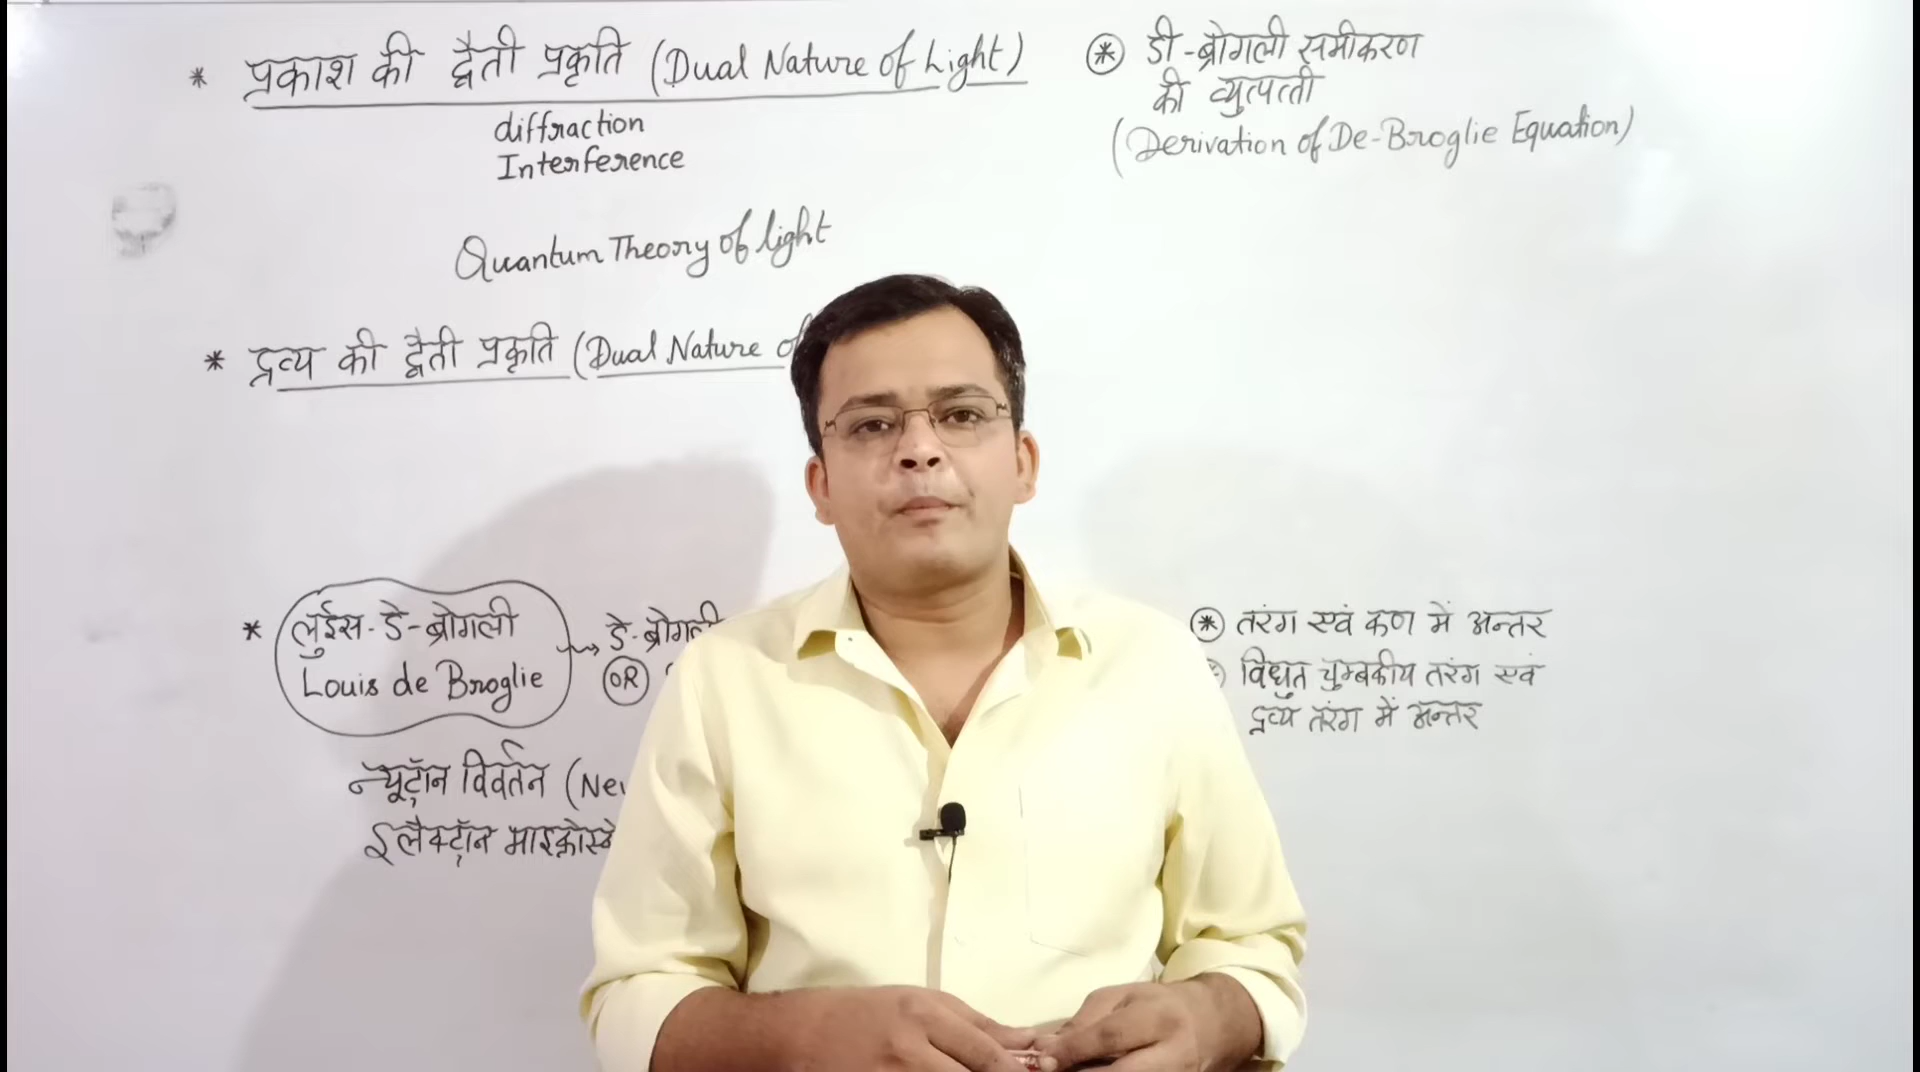 * प्रकाश की द्वैती प्रकृति (Dual Nature of Light)
diffraction
Interference
Quantum Theory of light
* द्रव्य की द्वैती प्रकृति (Dual Nature
* लुईस-डे-ब्रोगली
Louis de Broglie
डे-ब्रोगली
OR
न्यूट्रॉन विवर्तन
इलैक्ट्रॉन
* डी-ब्रोगली समीकरण
की व्युत्पत्ती
(Derivation of De-Broglie Equation)
* तरंग एवं कण में अन्तर
विधुत चुम्बकीय तरंग एवं
द्रव्य तरंग में अन्तर